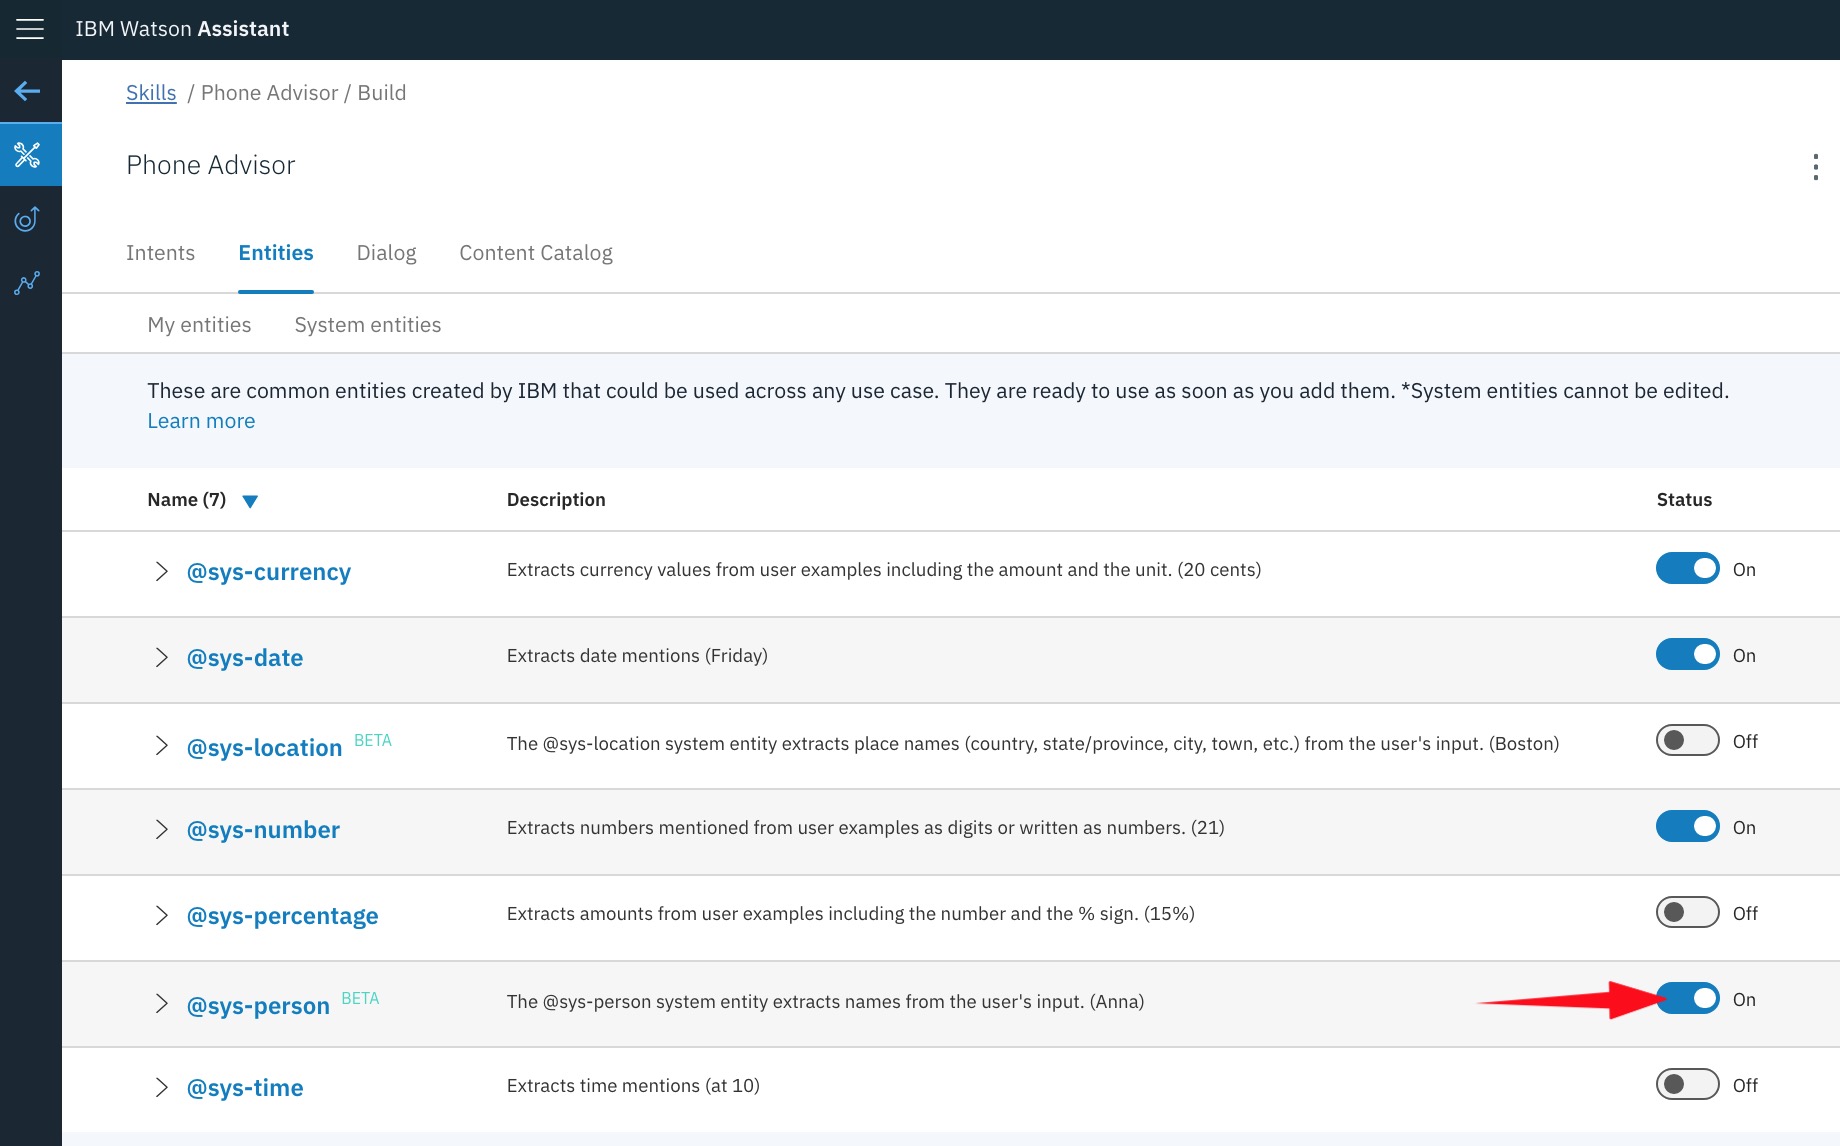 IBM Watson Assistant
Skills / Phone Advisor / Build
Phone Advisor
Intents Entities Dialog Content Catalog
My entities System entities
These are common entities created by IBM that could be used across any use case. They are ready to use as soon as you add them. *System entities cannot be edited.
Learn more
Name (7) Description Status
@sys-currency Extracts currency values from user examples including the amount and the unit. (20 cents) On
@sys-date Extracts date mentions (Friday) On
@sys-location BETA The @sys-location system entity extracts place names (country, state/province, city, town, etc.) from the user's input. (Boston) Off
@sys-number Extracts numbers mentioned from user examples as digits or written as numbers. (21) On
@sys-percentage Extracts amounts from user examples including the number and the % sign. (15%) Off
@sys-person BETA The @sys-person system entity extracts names from the user's input. (Anna) On
@sys-time Extracts time mentions (at 10) Off